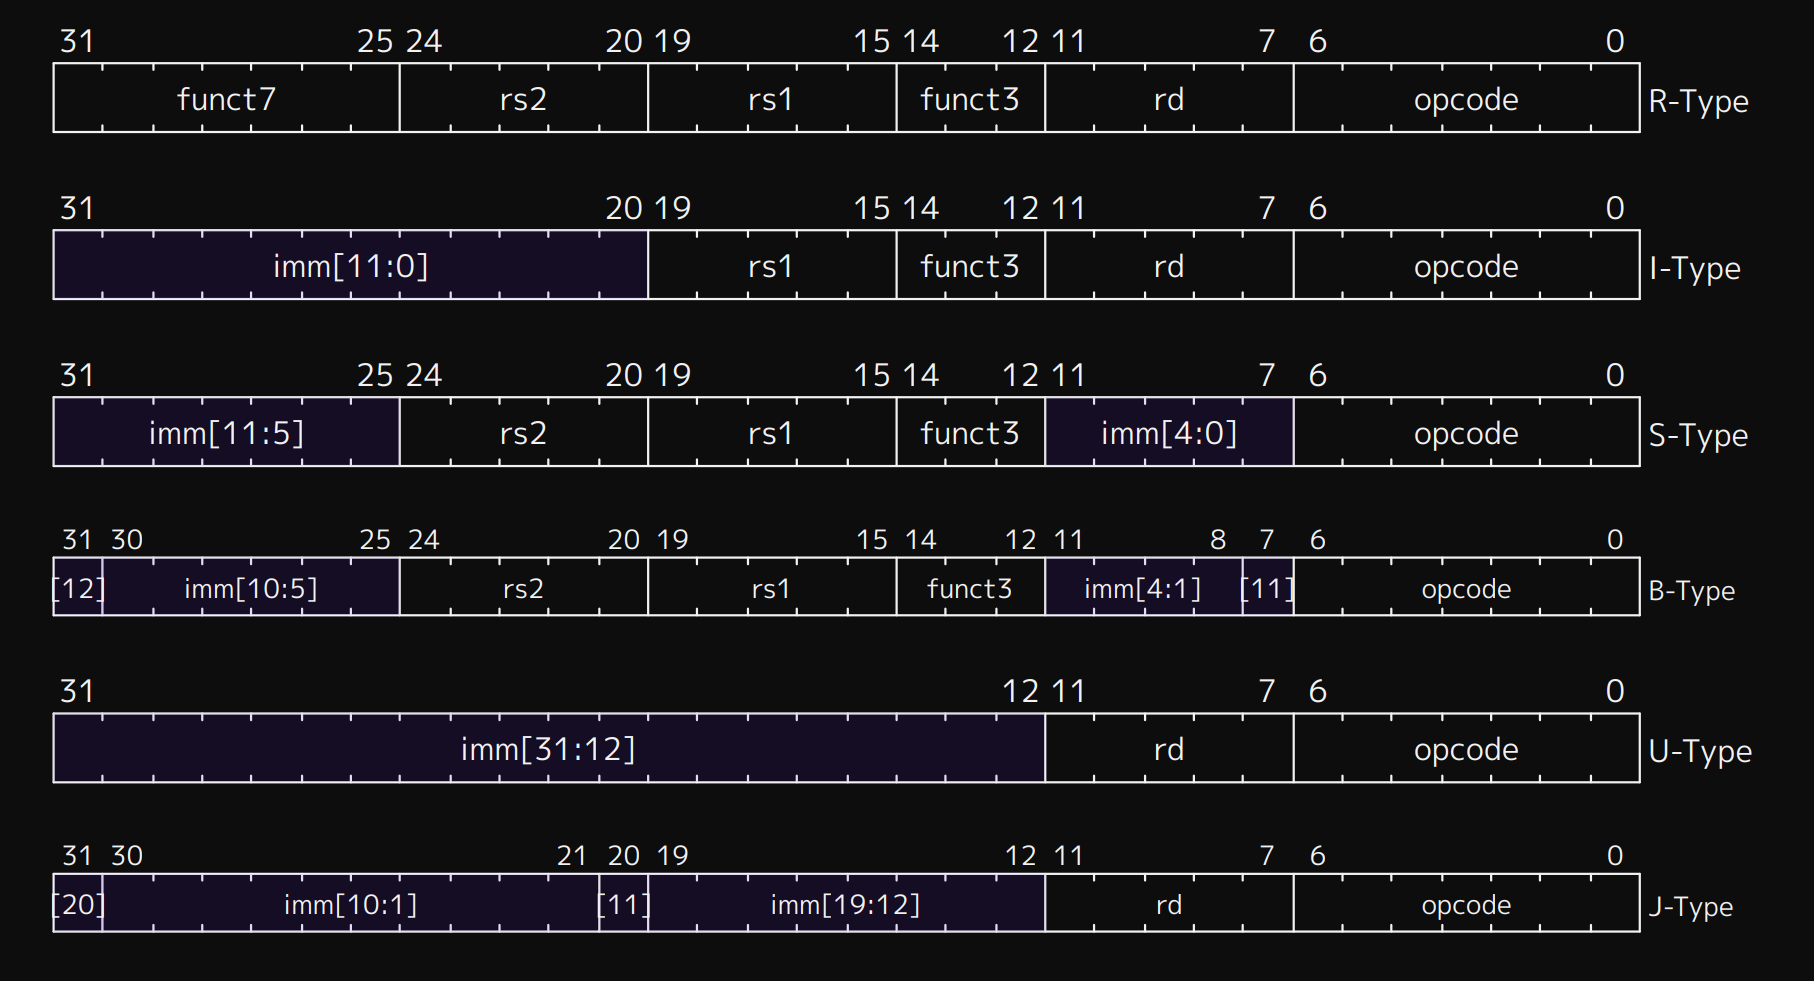 31 25 24 20 19 15 14 12 11 7 6 0
funct7 rs2 rs1 funct3 rd opcode R-Type
31 20 19 15 14 12 11 7 6 0
imm[11:0] rs1 funct3 rd opcode I-Type
31 25 24 20 19 15 14 12 11 7 6 0
imm[11:5] rs2 rs1 funct3 imm[4:0] opcode S-Type
31 30 25 24 20 19 15 14 12 11 8 7 6 0
[12] imm[10:5] rs2 rs1 funct3 imm[4:1] [11] opcode B-Type
31 12 11 7 6 0
imm[31:12] rd opcode U-Type
31 30 21 20 19 12 11 7 6 0
[20] imm[10:1] [11] imm[19:12] rd opcode J-Type